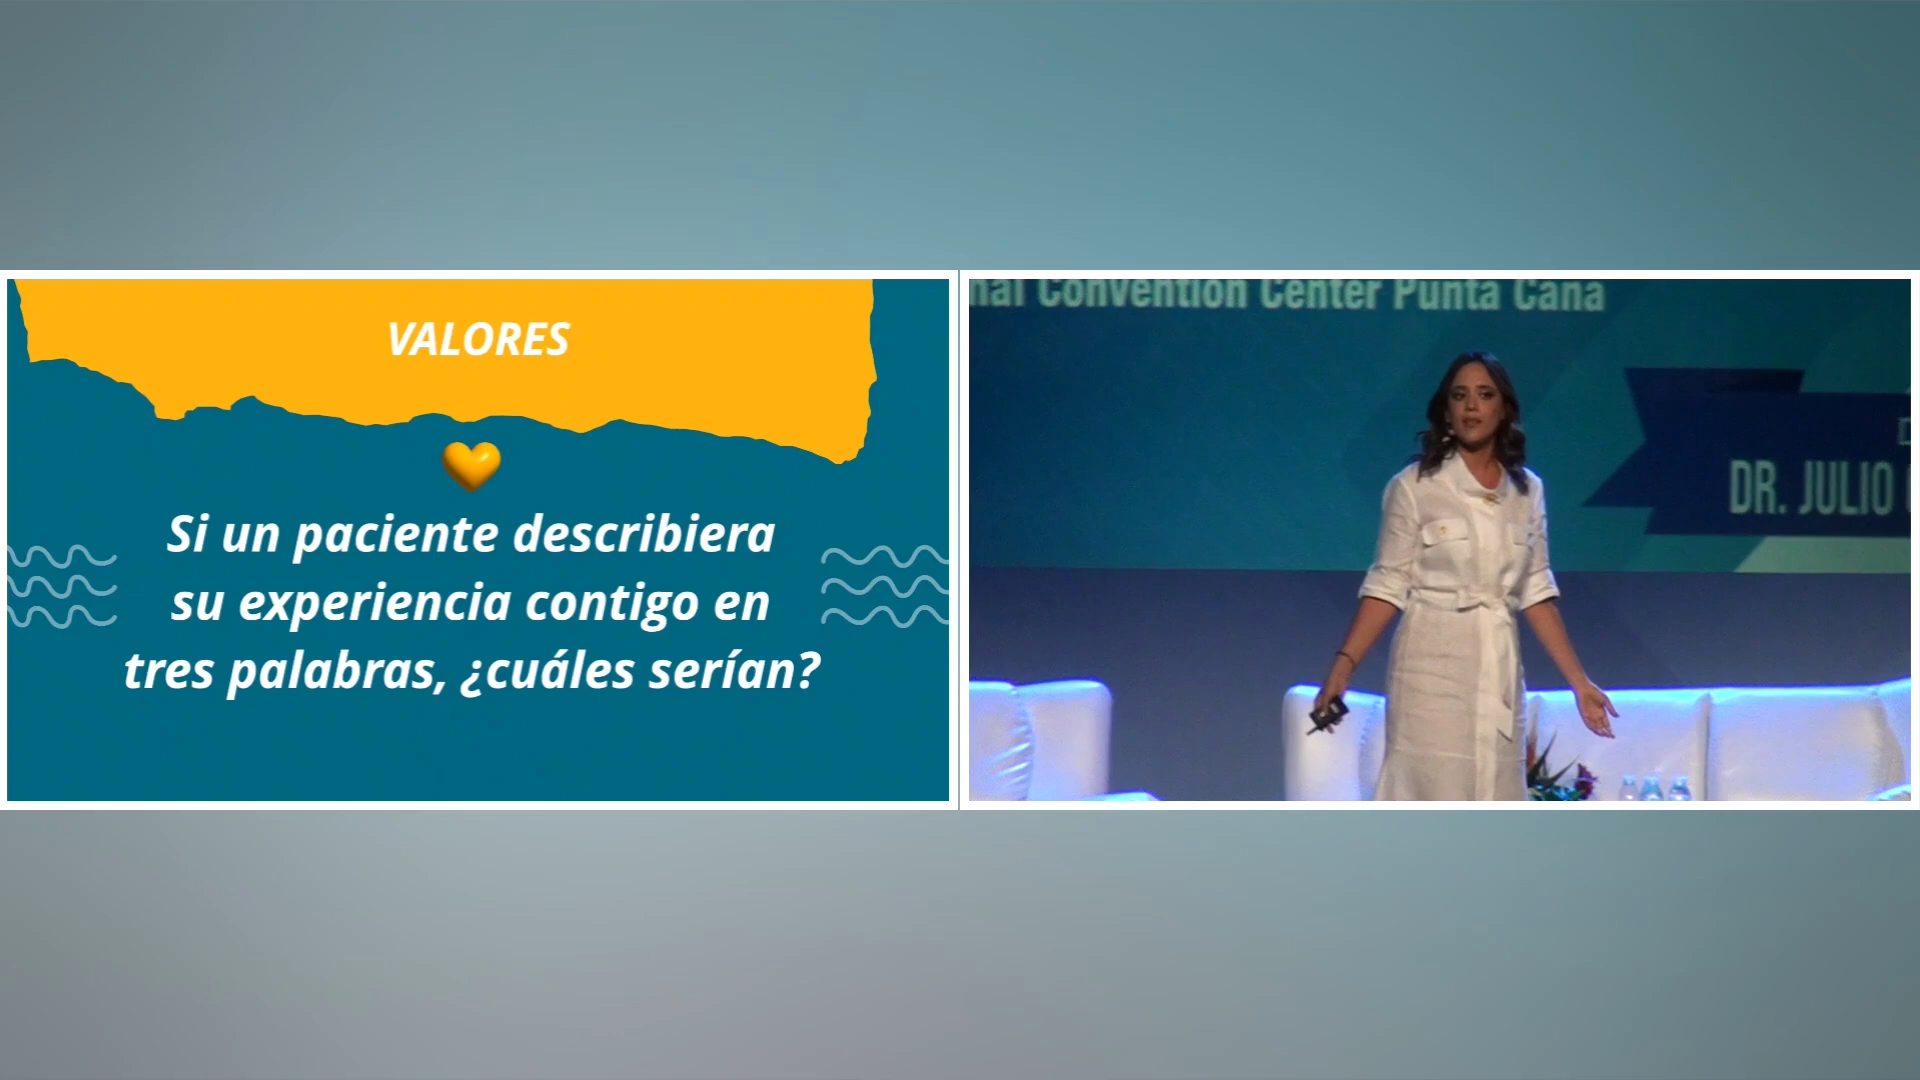 VALORES
Si un paciente describiera
su experiencia contigo en
tres palabras, ¿cuáles serían?
Convention Center Punta Cana
DR. JULIO